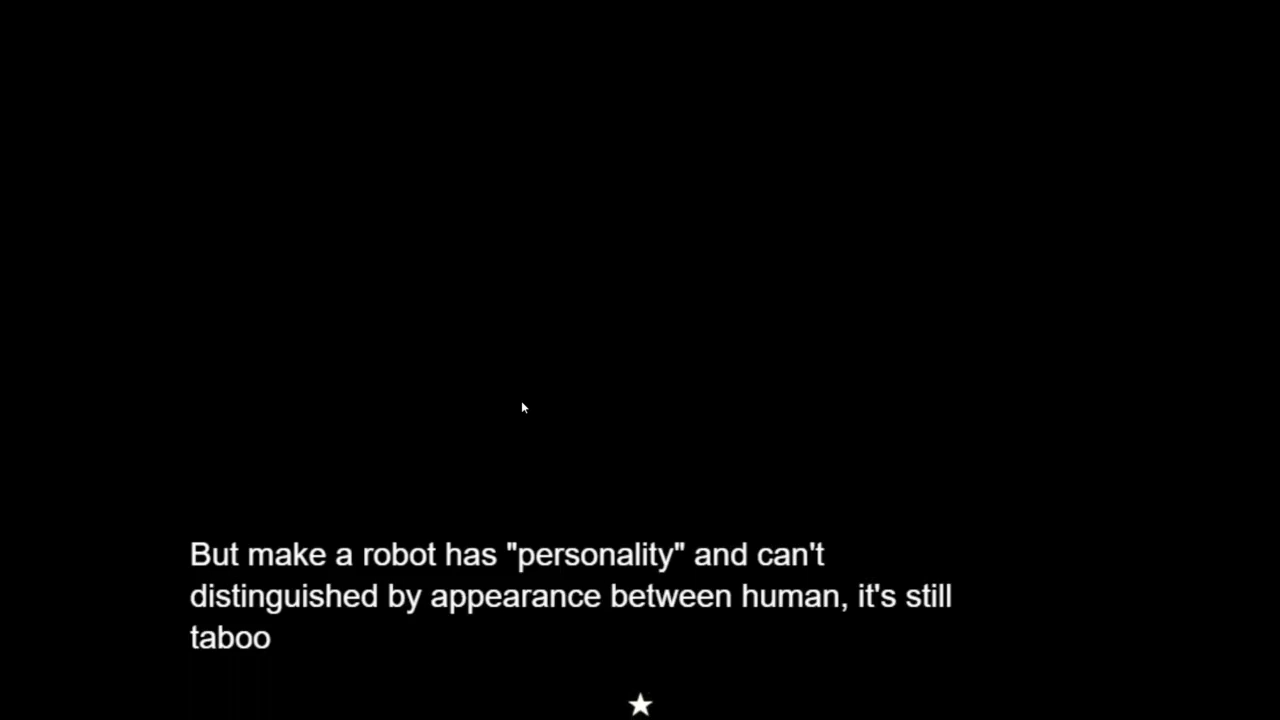 But make a robot has "personality" and can't
distinguished by appearance between human, it's still
taboo